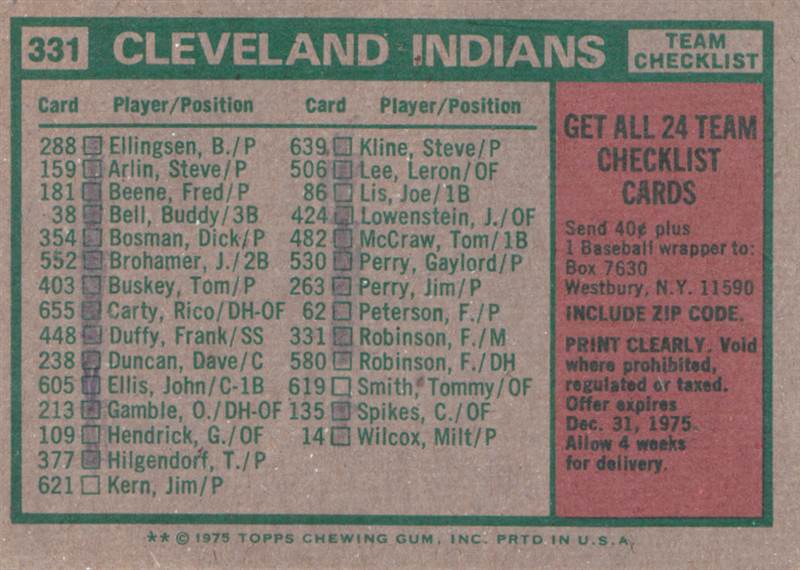 331 CLEVELAND INDIANS TEAM CHECKLIST
Card Player/Position
288 Ellingsen, B./P
159 Arlin, Steve/P
181 Beene, Fred/P
38 Bell, Buddy/3B
354 Bosman, Dick/P
552 Brohamer, J./2B
403 Buskey, Tom/P
655 Carty, Rico/DH-OF
448 Duffy, Frank/SS
238 Duncan, Dave/C
605 Ellis, John/C-1B
213 Gamble, O./DH-OF
109 Hendrick, G./OF
377 Hilgendorf, T./P
621 Kern, Jim/P
Card Player/Position
639 Kline, Steve/P
506 Lee, Leron/OF
86 Lis, Joe/1B
424 Lowenstein, J./OF
482 McCraw, Tom/1B
530 Perry, Gaylord/P
263 Perry, Jim/P
62 Peterson, F./P
331 Robinson, F./M
580 Robinson, F./DH
619 Smith, Tommy/OF
135 Spikes, C./OF
14 Wilcox, Milt/P
GET ALL 24 TEAM
CHECKLIST
CARDS
Send 40¢ plus
1 Baseball wrapper to:
Box 7630
Westbury, N.Y. 11590
INCLUDE ZIP CODE.
PRINT CLEARLY. Void
where prohibited,
regulated or taxed.
Offer expires
Dec. 31, 1975.
Allow 4 weeks
for delivery.
** © 1975 TOPPS CHEWING GUM, INC. PRTD IN U.S.A.